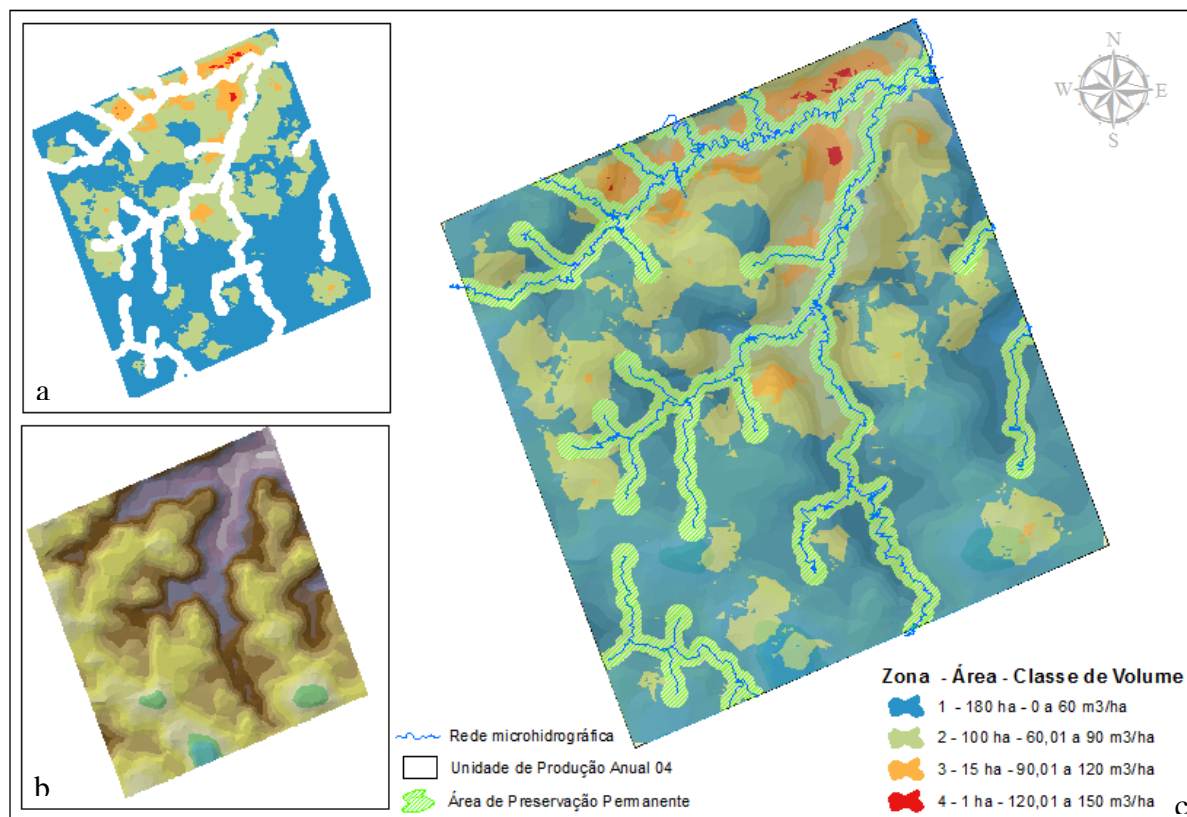 a
b
N
W
E
S
Rede microhidrográfica
Unidade de Produção Anual 04
Área de Preservação Permanente
Zona - Área - Classe de Volume
1 - 180 ha - 0 a 60 m3/ha
2 - 100 ha - 60,01 a 90 m3/ha
3 - 15 ha - 90,01 a 120 m3/ha
4 - 1 ha - 120,01 a 150 m3/ha
c